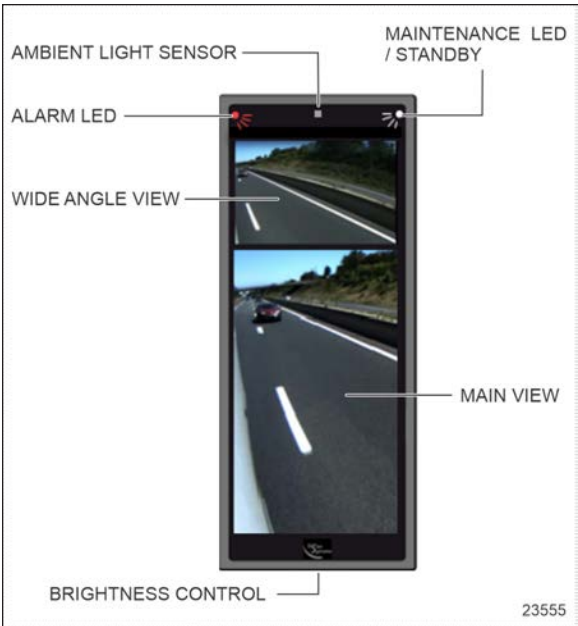 MAINTENANCE LED
/ STANDBY
AMBIENT LIGHT SENSOR
ALARM LED
WIDE ANGLE VIEW
MAIN VIEW
BRIGHTNESS CONTROL
23555